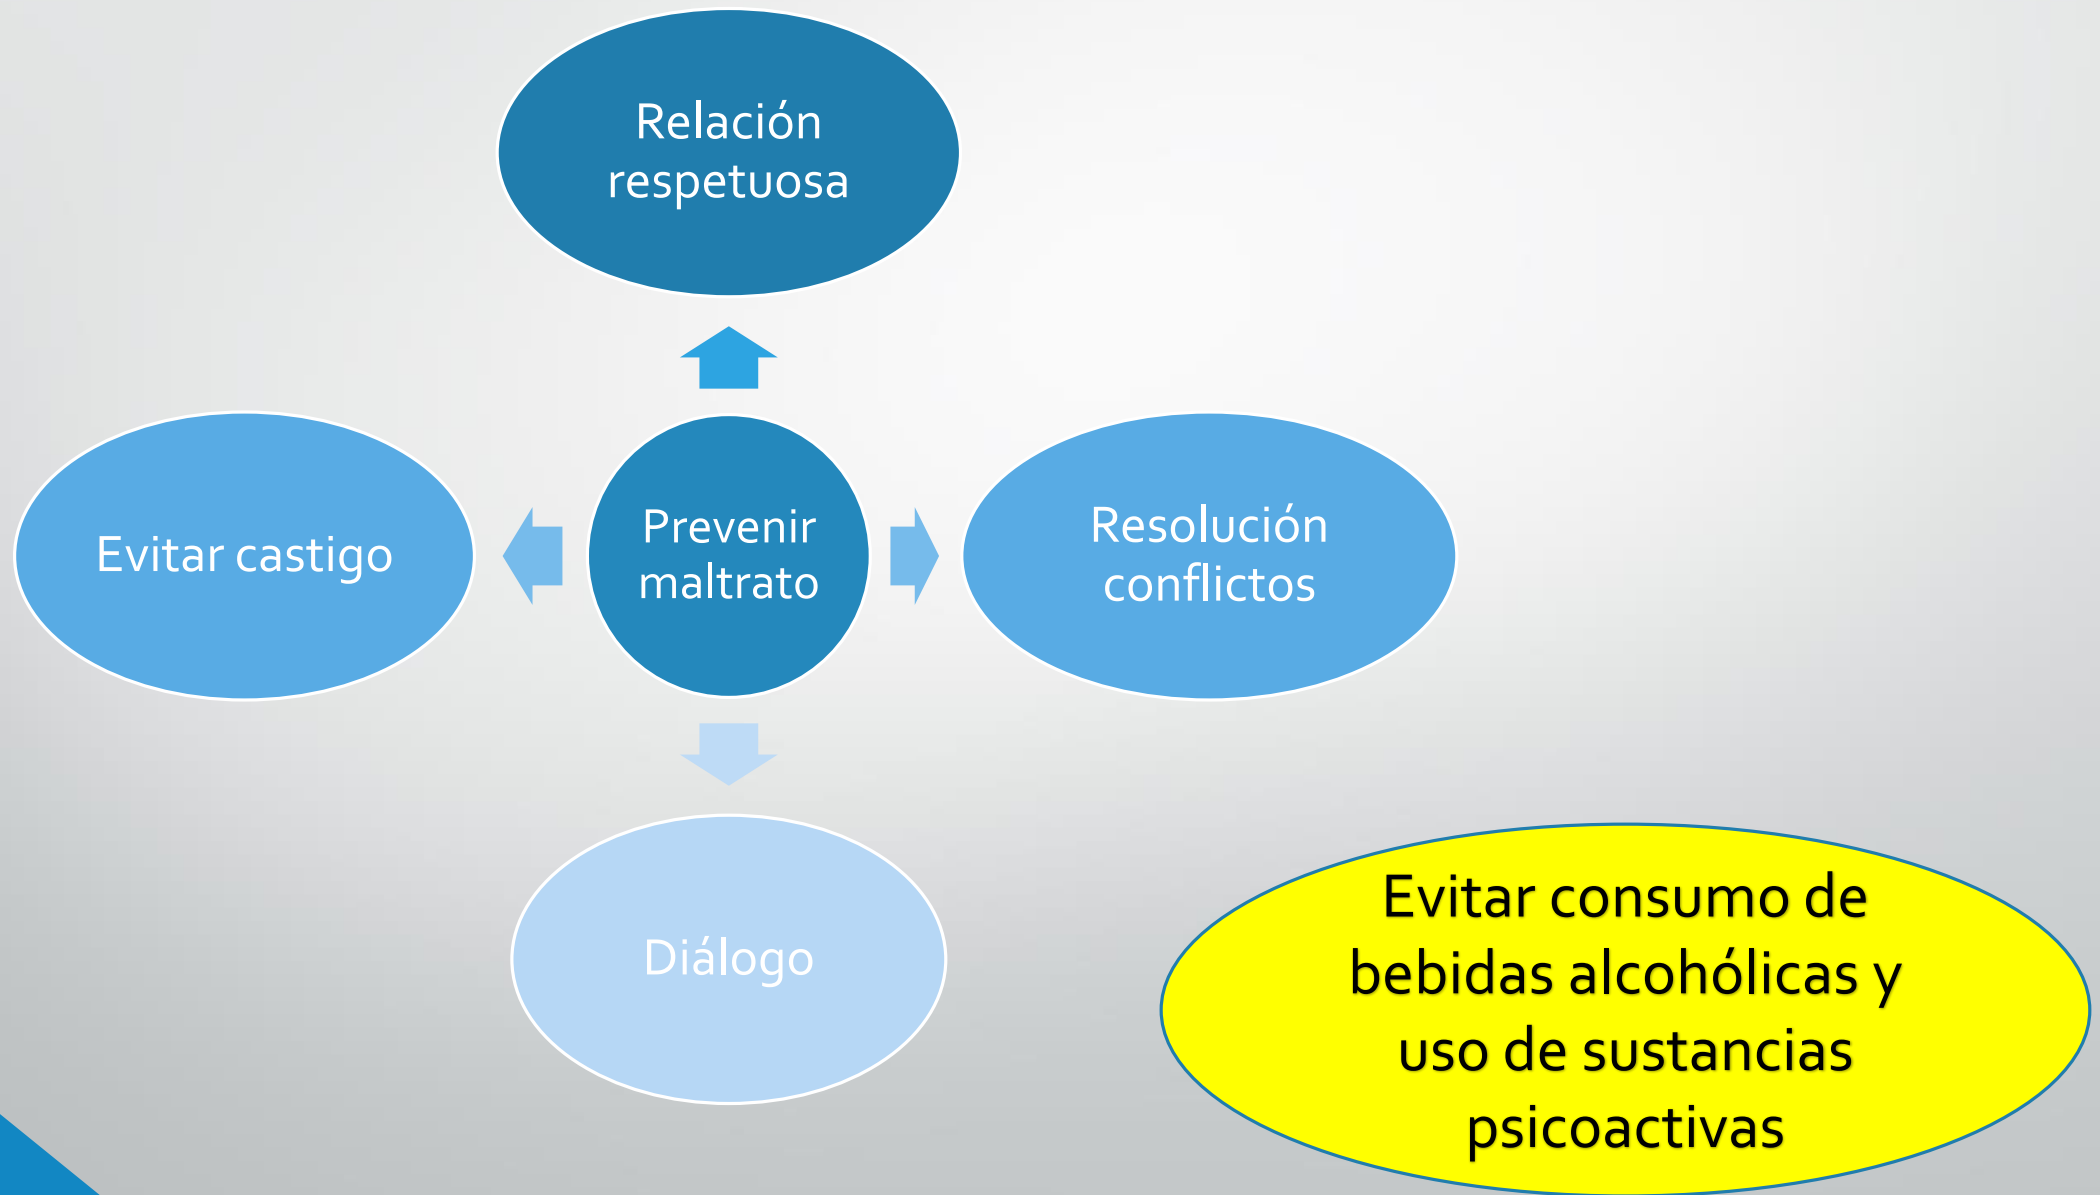 Relación
respetuosa
Evitar castigo
Prevenir
maltrato
Resolución
conflictos
Diálogo
Evitar consumo de
bebidas alcohólicas y
uso de sustancias
psicoactivas